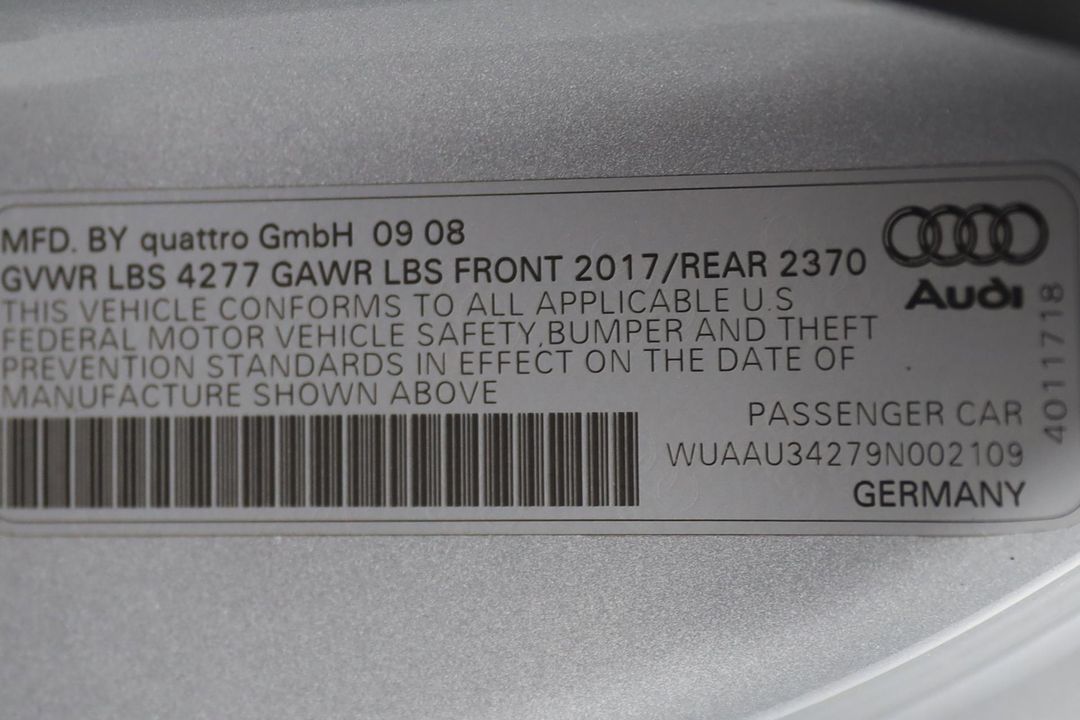 MFD. BY quattro GmbH 09 08
GVWR LBS 4277 GAWR LBS FRONT 2017/REAR 2370
THIS VEHICLE CONFORMS TO ALL APPLICABLE U.S
FEDERAL MOTOR VEHICLE SAFETY,BUMPER AND THEFT
PREVENTION STANDARDS IN EFFECT ON THE DATE OF
MANUFACTURE SHOWN ABOVE
Audi
4011718
PASSENGER CAR
WUAAU34279N002109
GERMANY